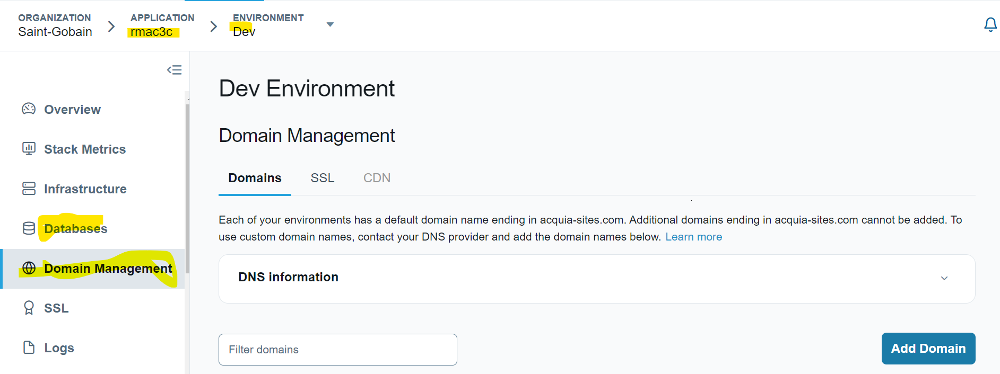 ORGANIZATION
Saint-Gobain
APPLICATION
rmac3c
ENVIRONMENT
Dev
Overview
Stack Metrics
Infrastructure
Databases
Domain Management
SSL
Logs
Dev Environment
Domain Management
Domains SSL CDN
Each of your environments has a default domain name ending in acquia-sites.com. Additional domains ending in acquia-sites.com cannot be added. To
use custom domain names, contact your DNS provider and add the domain names below. Learn more
DNS information
Filter domains
Add Domain